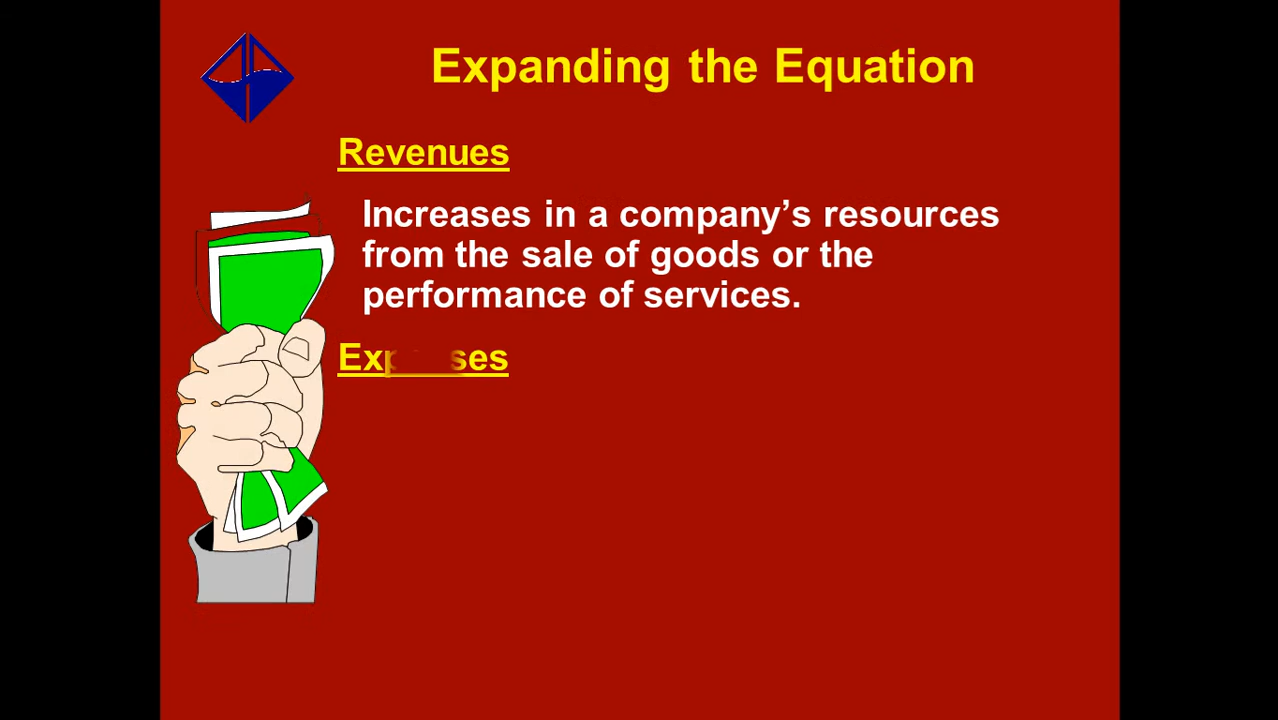 Expanding the Equation
Revenues
Increases in a company’s resources
from the sale of goods or the
performance of services.